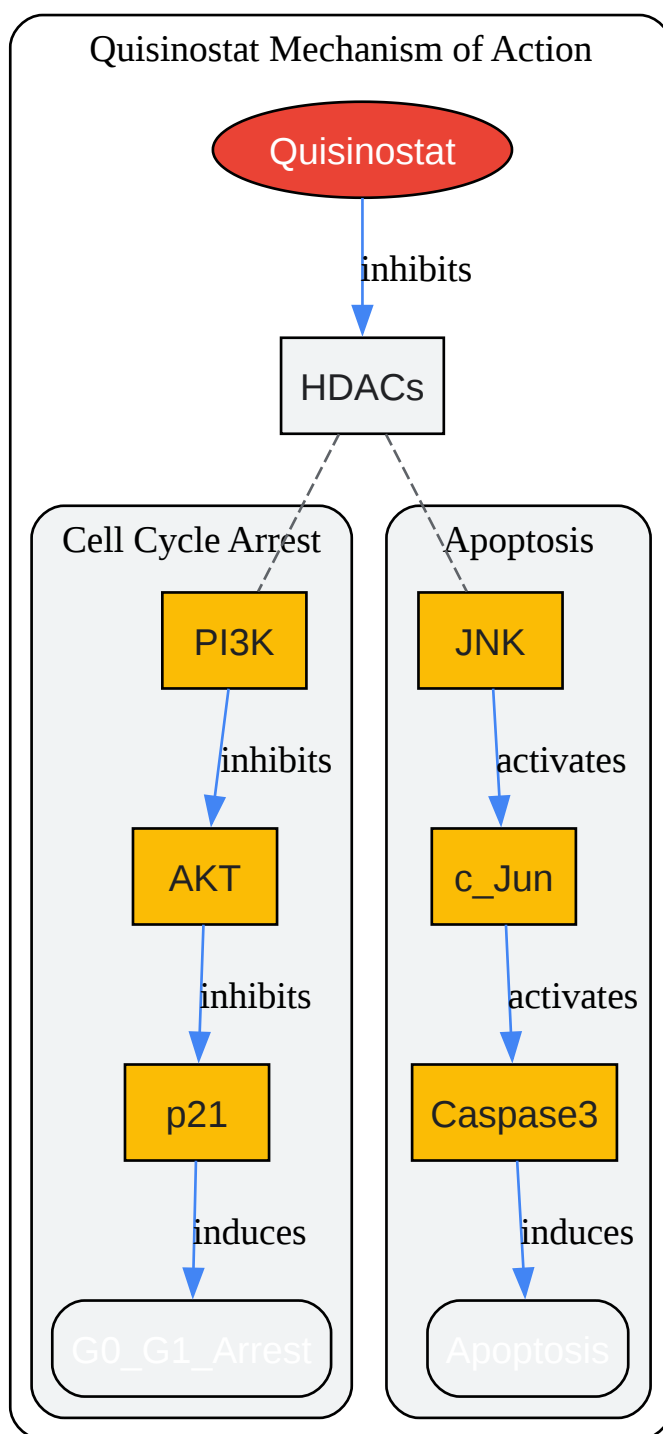 Quisinostat Mechanism of Action
Quisinostat
inhibits
HDACs
Cell Cycle Arrest
PI3K
inhibits
AKT
inhibits
p21
induces
G0_G1_Arrest
Apoptosis
JNK
activates
c_Jun
activates
Caspase3
induces
Apoptosis